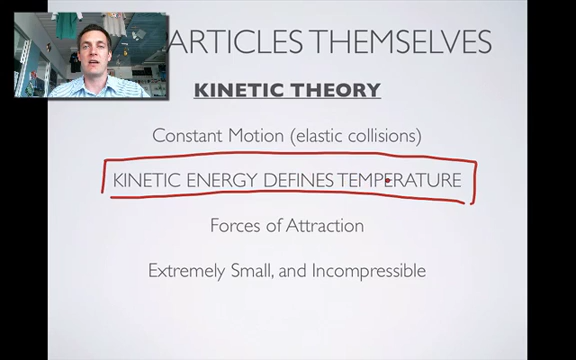 ARTICLES THEMSELVES
KINETIC THEORY
Constant Motion (elastic collisions)
KINETIC ENERGY DEFINES TEMPERATURE
Forces of Attraction
Extremely Small, and Incompressible